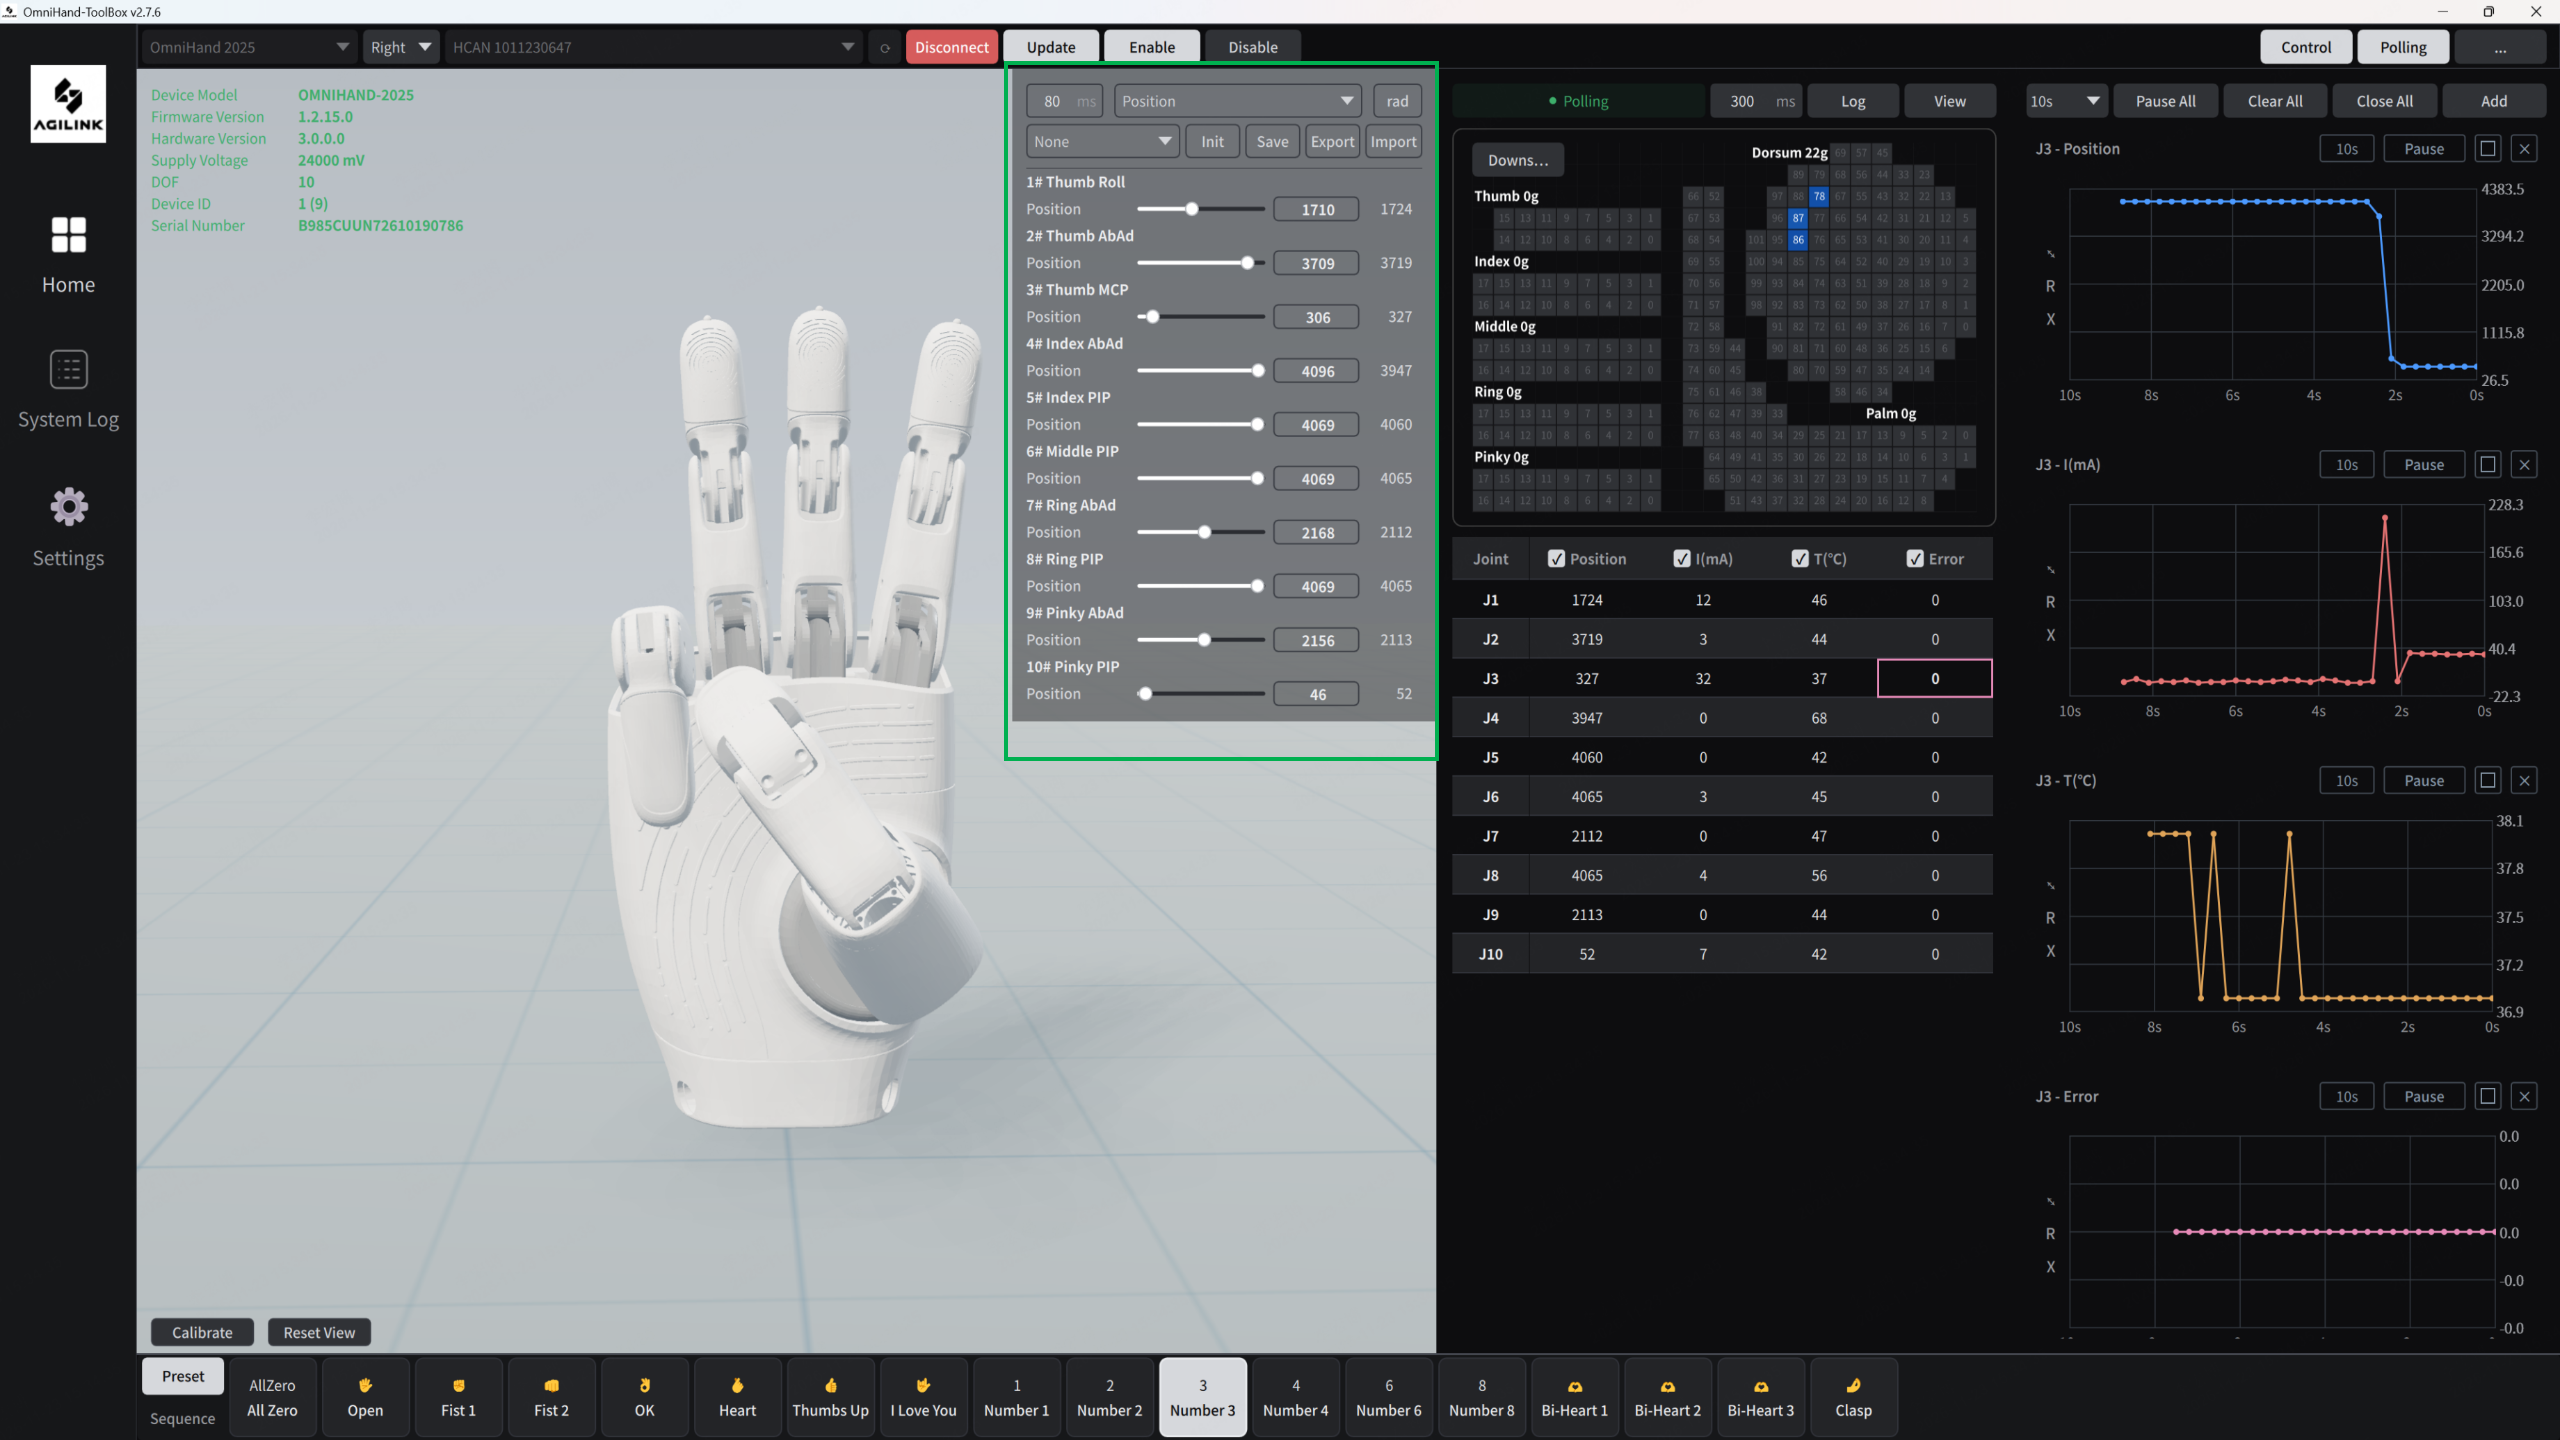 OmniHand-ToolBox v2.7.6
OmniHand 2025 Right HCAN 1011230647 Disconnect Update Enable Disable Control Polling ...
AGILINK
Home
System Log
Settings
Device Model OMNIHAND-2025
Firmware Version 1.2.15.0
Hardware Version 3.0.0.0
Supply Voltage 24000 mV
DOF 10
Device ID 1 (9)
Serial Number B985CUUN72610190786
80 ms Position rad
None Init Save Export Import
1# Thumb Roll
Position 1710 1724
2# Thumb AbAd
Position 3709 3719
3# Thumb MCP
Position 306 327
4# Index AbAd
Position 4096 3947
5# Index PIP
Position 4069 4060
6# Middle PIP
Position 4069 4065
7# Ring AbAd
Position 2168 2112
8# Ring PIP
Position 4069 4065
9# Pinky AbAd
Position 2156 2113
10# Pinky PIP
Position 46 52
Polling 300 ms Log View
Downs...
Dorsum 22g
Thumb 0g
78
87
86
Index 0g
Middle 0g
Ring 0g
Palm 0g
Pinky 0g
Joint Position I(mA) T(°C) Error
J1 1724 12 46 0
J2 3719 3 44 0
J3 327 32 37 0
J4 3947 0 68 0
J5 4060 0 42 0
J6 4065 3 45 0
J7 2112 0 47 0
J8 4065 4 56 0
J9 2113 0 44 0
J10 52 7 42 0
10s Pause All Clear All Close All Add
J3 - Position 10s Pause
4383.5
3294.2
R 2205.0
X
1115.8
26.5
10s 8s 6s 4s 2s 0s
J3 - I(mA) 10s Pause
228.3
165.6
R 103.0
X
40.4
-22.3
10s 8s 6s 4s 2s 0s
J3 - T(°C) 10s Pause
38.1
37.8
R 37.5
X
37.2
36.9
10s 8s 6s 4s 2s 0s
J3 - Error 10s Pause
0.0
0.0
R 0.0
X
-0.0
-0.0
Calibrate Reset View
Preset
Sequence
AllZero
All Zero
Open
Fist 1
Fist 2
OK
Heart
Thumbs Up
I Love You
1
Number 1
2
Number 2
3
Number 3
4
Number 4
6
Number 6
8
Number 8
Bi-Heart 1
Bi-Heart 2
Bi-Heart 3
Clasp